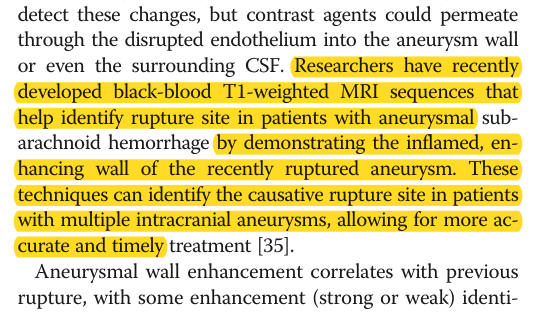 detect these changes, but contrast agents could permeate
through the disrupted endothelium into the aneurysm wall
or even the surrounding CSF. Researchers have recently
developed black-blood T1-weighted MRI sequences that
help identify rupture site in patients with aneurysmal sub-
arachnoid hemorrhage by demonstrating the inflamed, en-
hancing wall of the recently ruptured aneurysm. These
techniques can identify the causative rupture site in patients
with multiple intracranial aneurysms, allowing for more ac-
curate and timely treatment [35].
Aneurysmal wall enhancement correlates with previous
rupture, with some enhancement (strong or weak) identi-